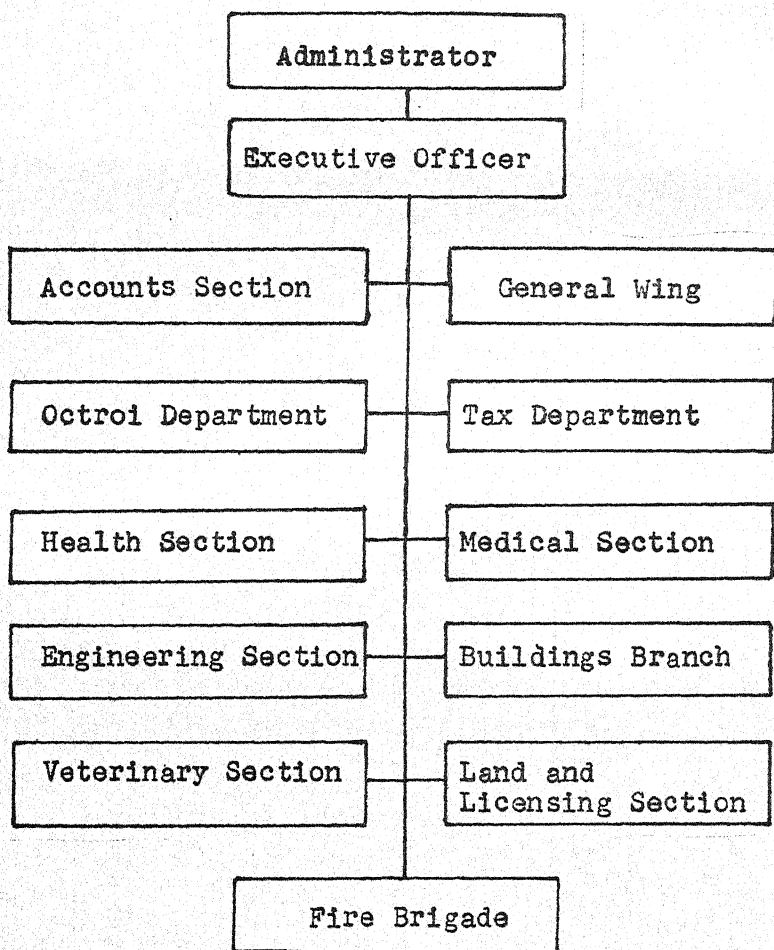 Administrator
Executive Officer
Accounts Section
General Wing
Octroi Department
Tax Department
Health Section
Medical Section
Engineering Section
Buildings Branch
Veterinary Section
Land and
Licensing Section
Fire Brigade